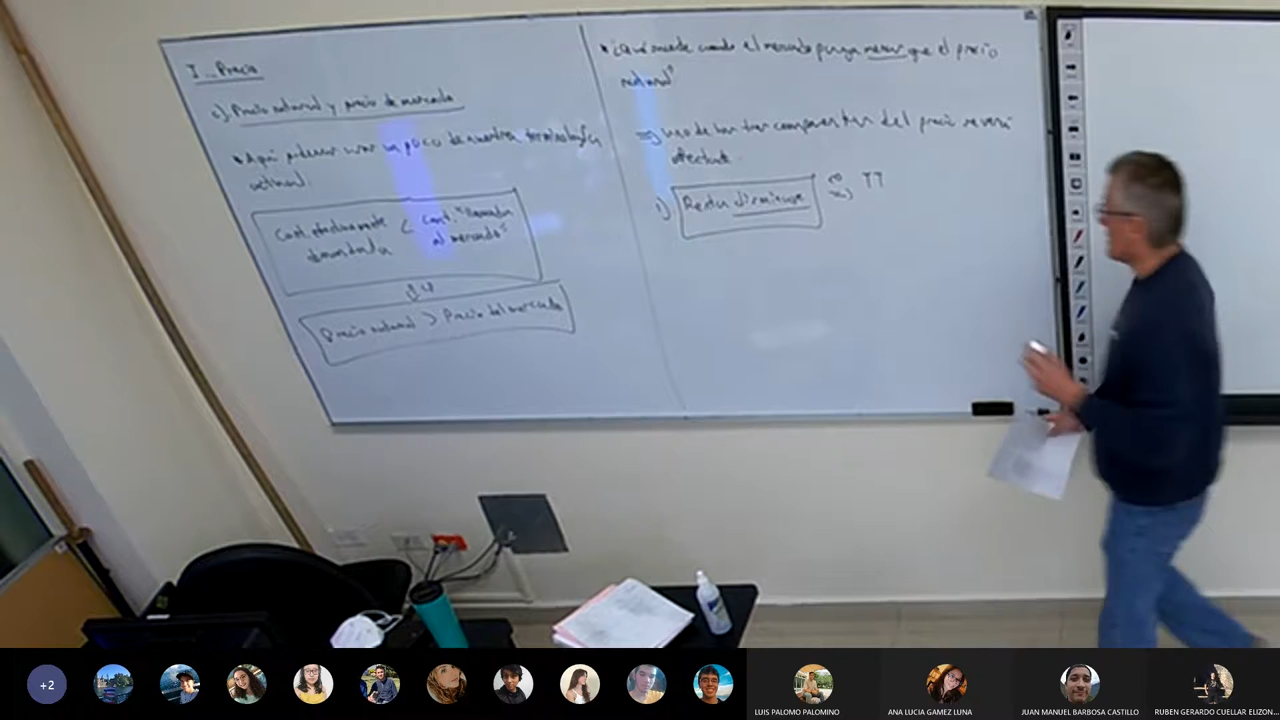 I. Precio
c) Precio natural y precio de mercado
* Aquí podemos usar un poco de nuestra terminología
actual.
Cant. efectivamente < Cant. "llevada
demandada al mercado"
Precio natural > Precio del mercado
* ¿Qué sucede cuando el mercado paga menos que el precio
natural?
=> Uno de los tres componentes del precio se verá
afectado.
i) Renta disminuye
+2
LUIS PALOMO PALOMINO
ANA LUCIA GAMEZ LUNA
JUAN MANUEL BARBOSA CASTILLO
RUBEN GERARDO CUELLAR ELIZON...